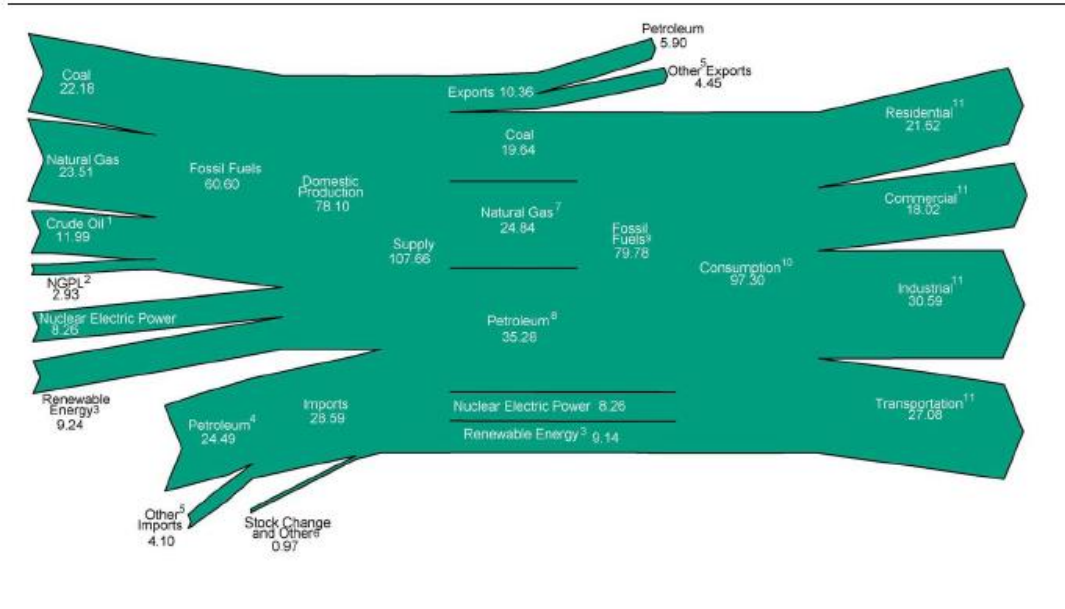 Petroleum
5.90
Other5 Exports
4.45
Exports 10.36
Coal
22.18
Natural Gas
23.51
Crude Oil1
11.99
NGPL2
2.93
Nuclear Electric Power
8.26
Renewable
Energy3
9.24
Fossil Fuels
60.60
Domestic
Production
78.10
Petroleum4
24.49
Imports
28.59
Other5
Imports
4.10
Stock Change
and Other6
0.97
Supply
107.66
Coal
19.64
Natural Gas7
24.84
Petroleum8
35.28
Nuclear Electric Power 8.26
Renewable Energy3 9.14
Fossil
Fuels9
79.78
Consumption10
97.30
Residential11
21.62
Commercial11
18.02
Industrial11
30.59
Transportation11
27.08